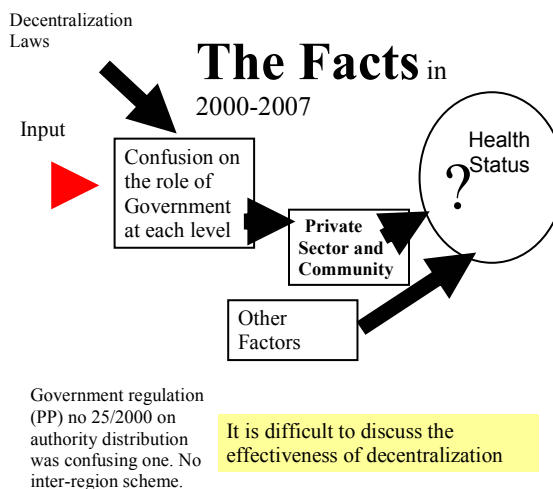 Decentralization
Laws
The Facts in
2000-2007
Input
Confusion on
the role of
Government
at each level
Private
Sector and
Community
Health
Status
?
Other
Factors
Government regulation
(PP) no 25/2000 on
authority distribution
was confusing one. No
inter-region scheme.
It is difficult to discuss the
effectiveness of decentralization